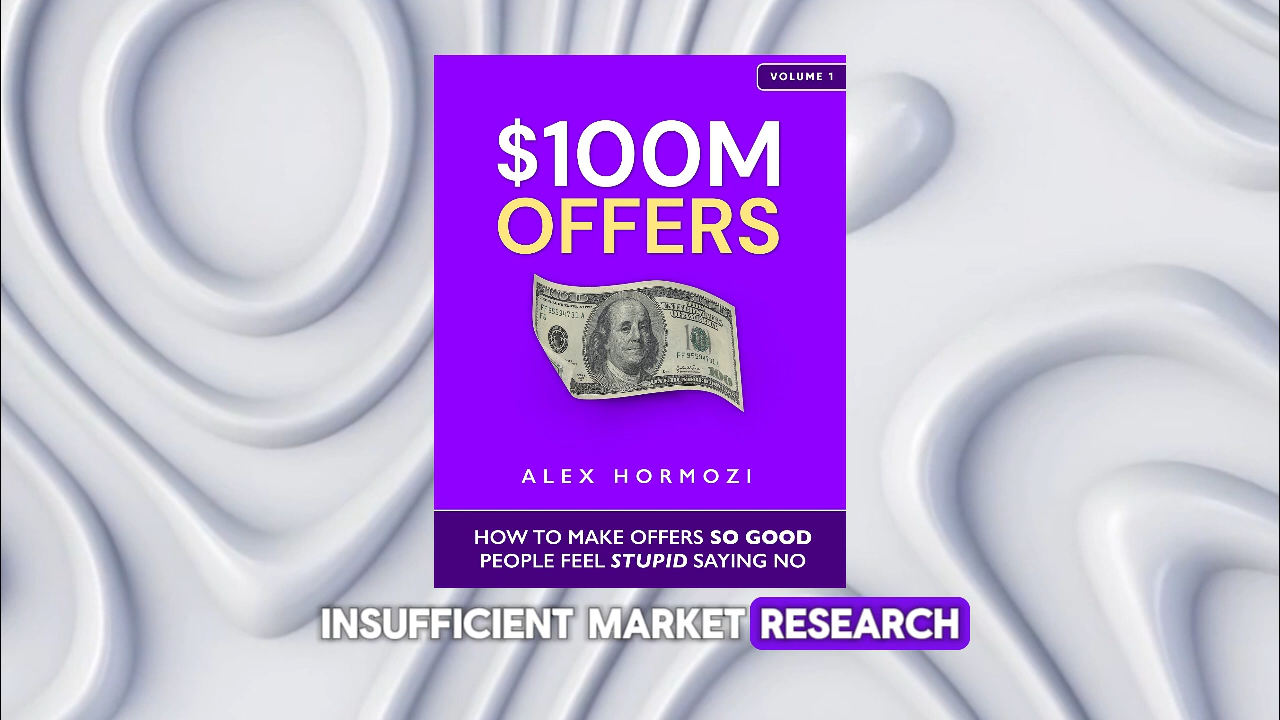 VOLUME 1
$100M
OFFERS
ALEX HORMOZI
HOW TO MAKE OFFERS SO GOOD
PEOPLE FEEL STUPID SAYING NO
INSUFFICIENT MARKET RESEARCH